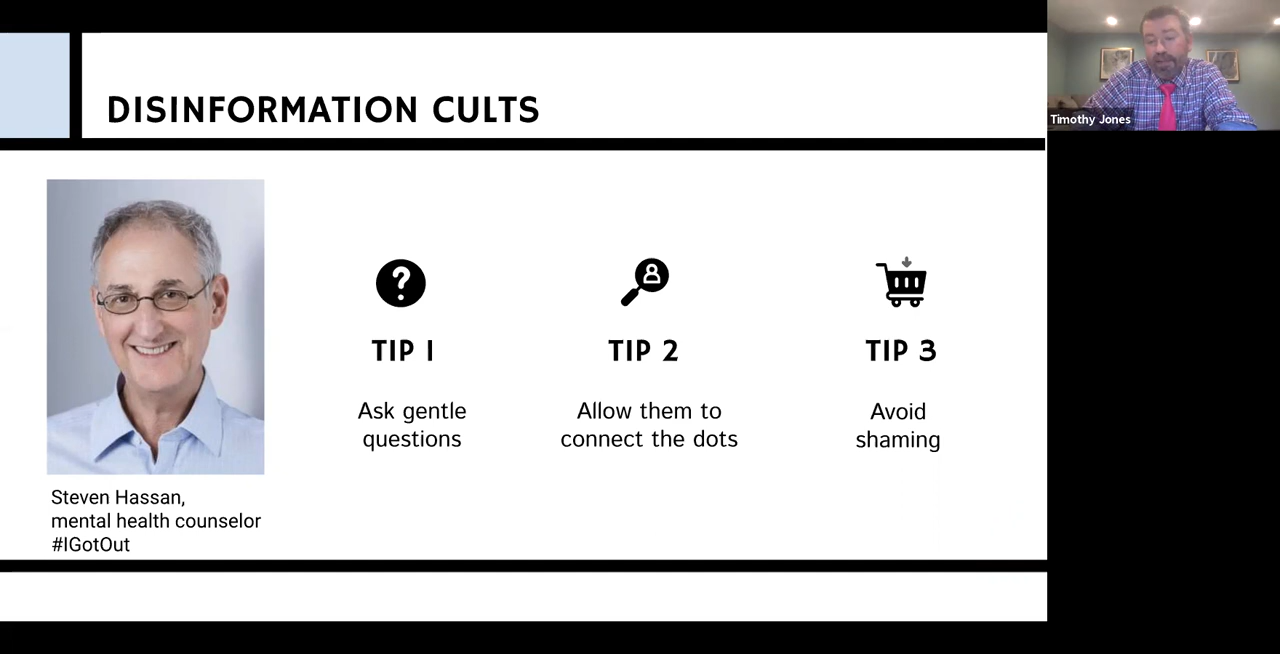 DISINFORMATION CULTS
Timothy Jones
?
TIP 1
TIP 2
TIP 3
Ask gentle
questions
Allow them to
connect the dots
Avoid
shaming
Steven Hassan,
mental health counselor
#IGotOut